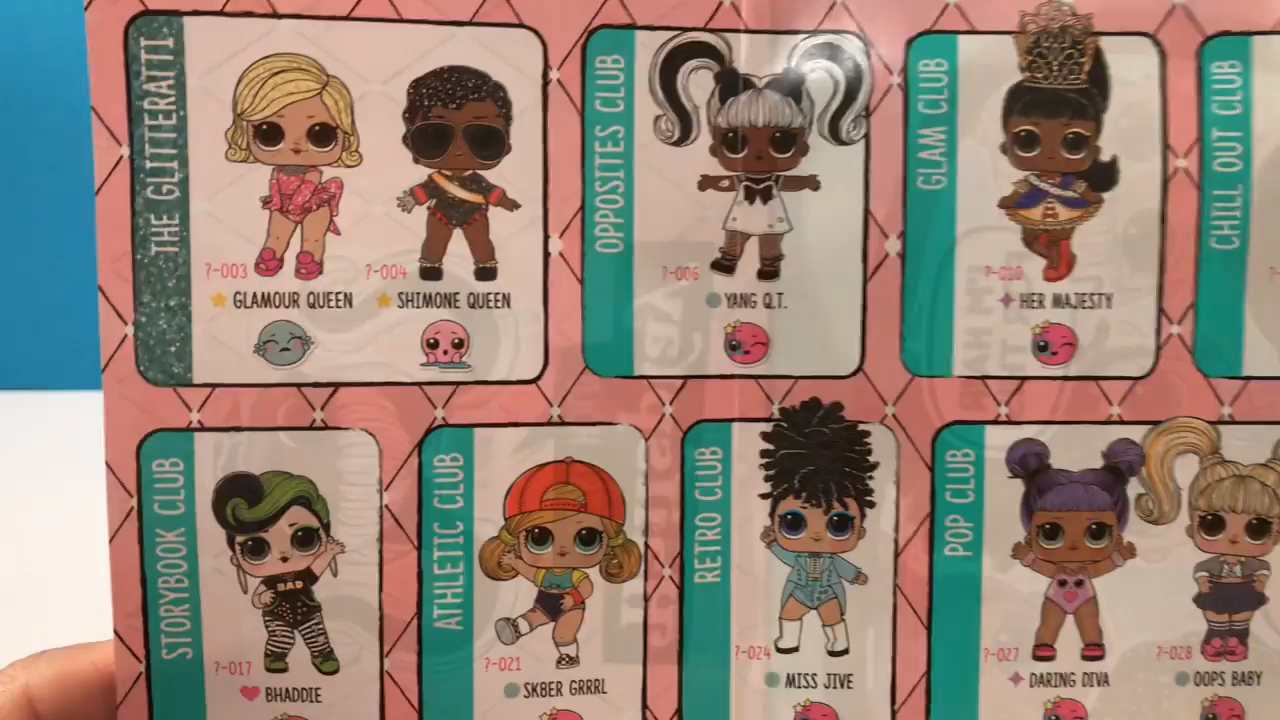 THE GLITTERATTI
?-003
GLAMOUR QUEEN
?-004
SHIMONE QUEEN
OPPOSITES CLUB
?-006
YANG Q.T.
GLAM CLUB
?-010
HER MAJESTY
CHILL OUT CLUB
STORYBOOK CLUB
BAD
?-017
BHADDIE
ATHLETIC CLUB
?-021
SK8ER GRRRL
RETRO CLUB
?-024
MISS JIVE
POP CLUB
?-027
DARING DIVA
?-028
OOPS BABY